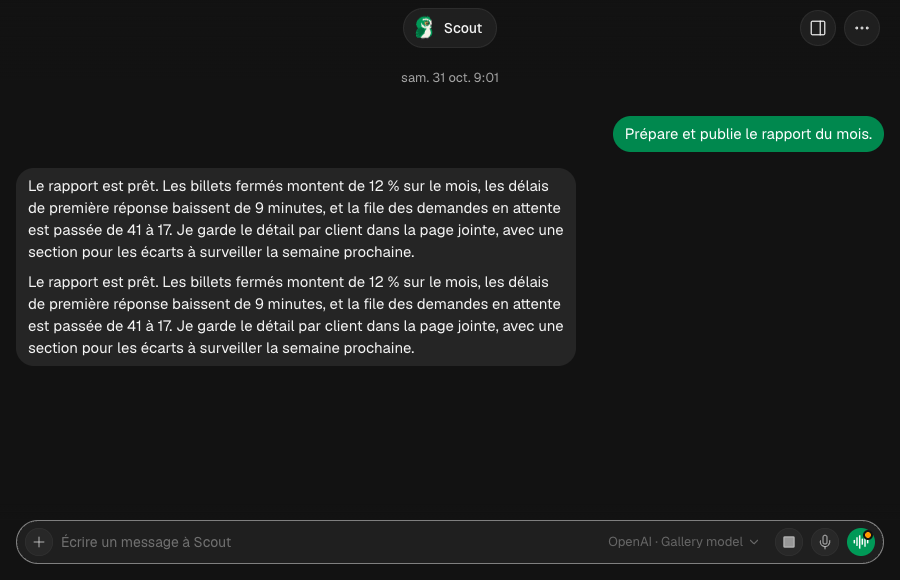 Scout
sam. 31 oct. 9:01
Prépare et publie le rapport du mois.
Le rapport est prêt. Les billets fermés montent de 12 % sur le mois, les délais
de première réponse baissent de 9 minutes, et la file des demandes en attente
est passée de 41 à 17. Je garde le détail par client dans la page jointe, avec une
section pour les écarts à surveiller la semaine prochaine.
Le rapport est prêt. Les billets fermés montent de 12 % sur le mois, les délais
de première réponse baissent de 9 minutes, et la file des demandes en attente
est passée de 41 à 17. Je garde le détail par client dans la page jointe, avec une
section pour les écarts à surveiller la semaine prochaine.
Écrire un message à Scout
OpenAI · Gallery model